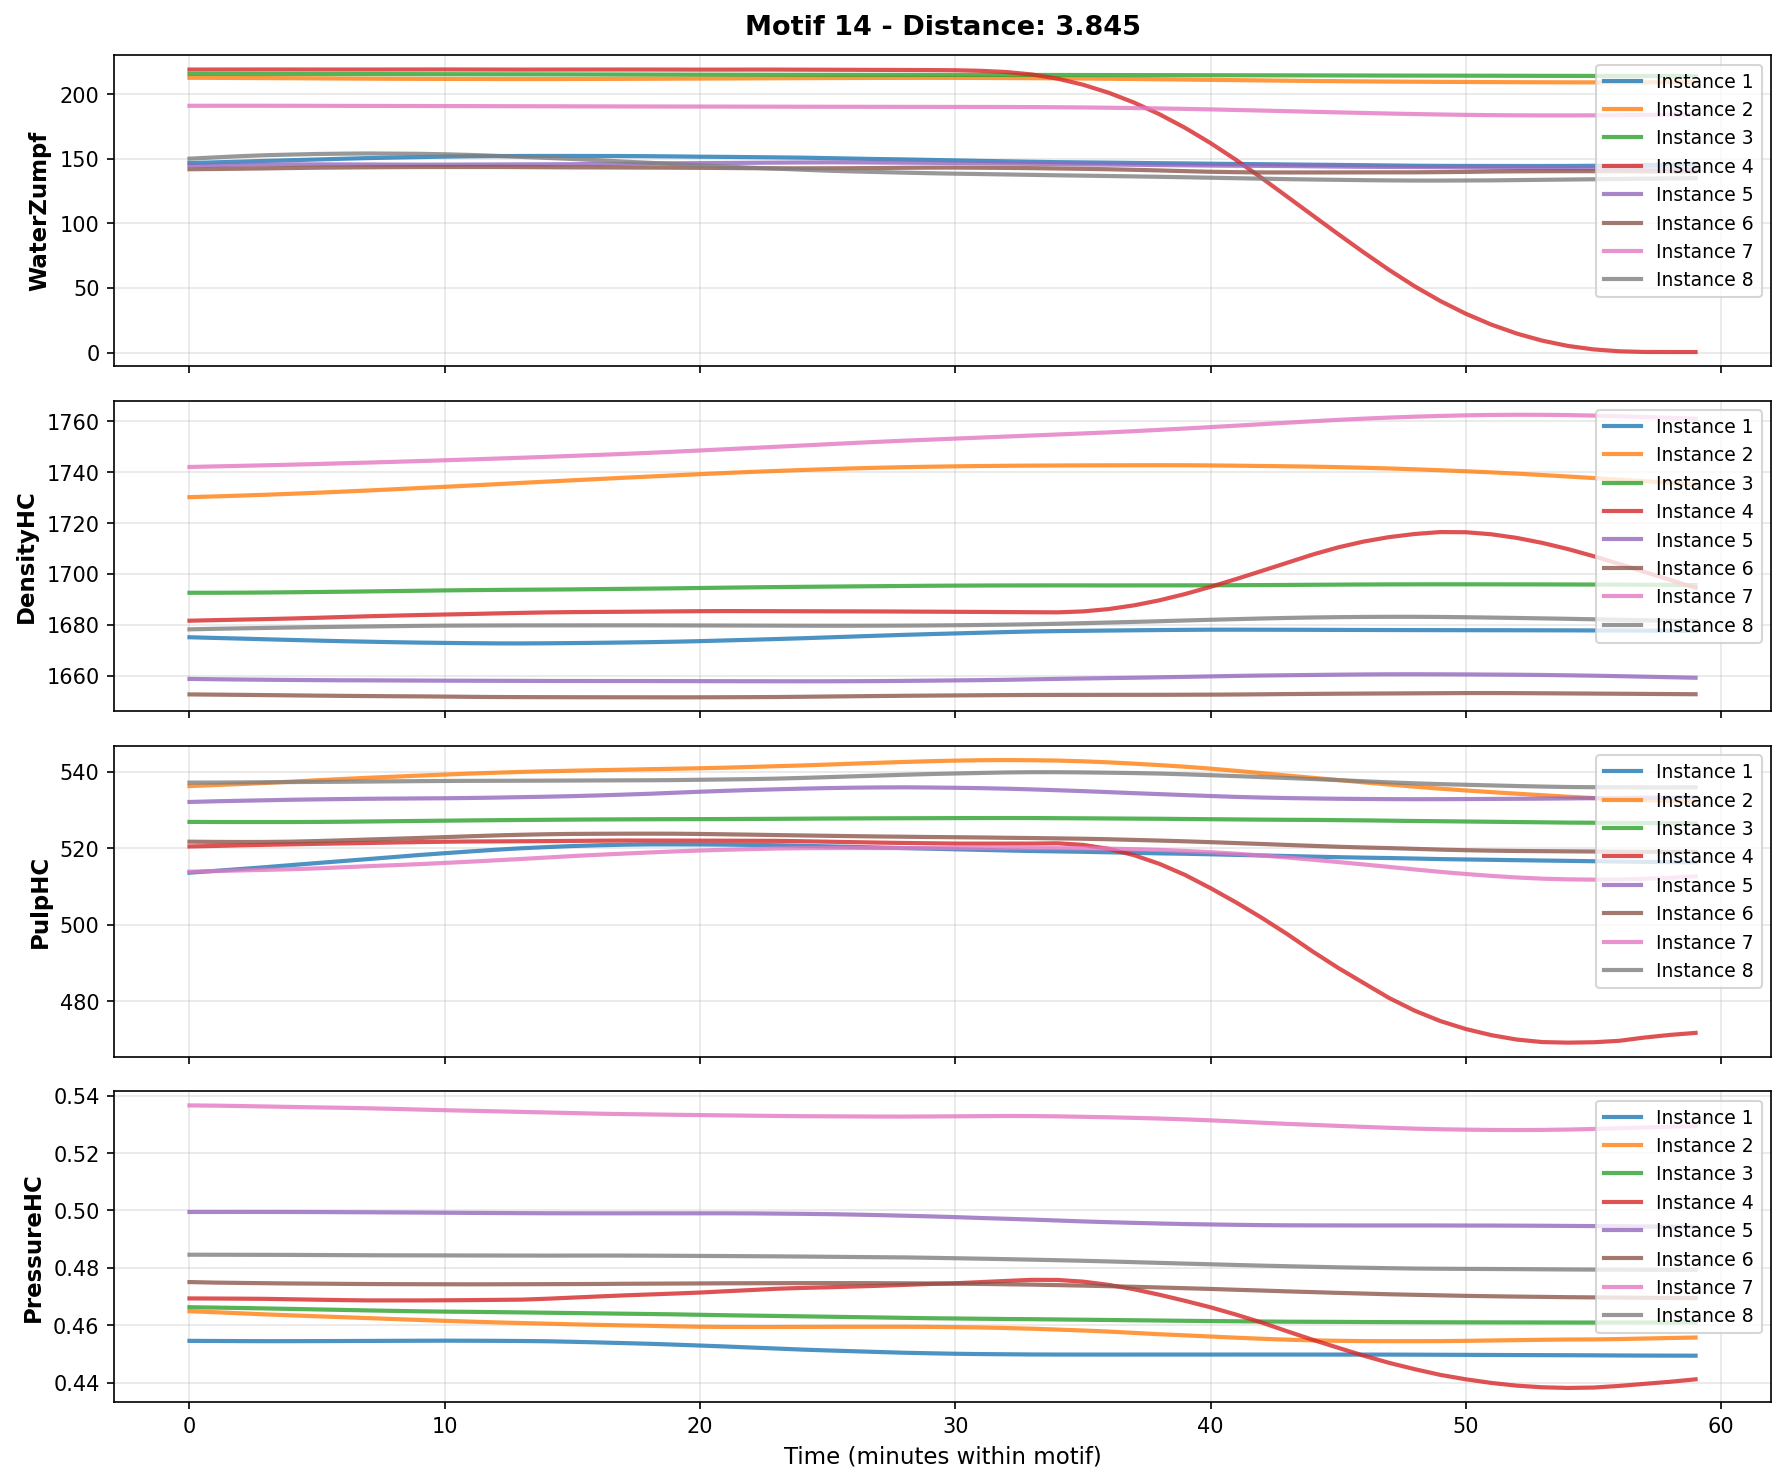 Motif 14 - Distance: 3.845
WaterZumpf
200
150
100
50
0
Instance 1
Instance 2
Instance 3
Instance 4
Instance 5
Instance 6
Instance 7
Instance 8
DensityHC
1760
1740
1720
1700
1680
1660
Instance 1
Instance 2
Instance 3
Instance 4
Instance 5
Instance 6
Instance 7
Instance 8
PulpHC
540
520
500
480
Instance 1
Instance 2
Instance 3
Instance 4
Instance 5
Instance 6
Instance 7
Instance 8
PressureHC
0.54
0.52
0.50
0.48
0.46
0.44
Instance 1
Instance 2
Instance 3
Instance 4
Instance 5
Instance 6
Instance 7
Instance 8
0 10 20 30 40 50 60
Time (minutes within motif)